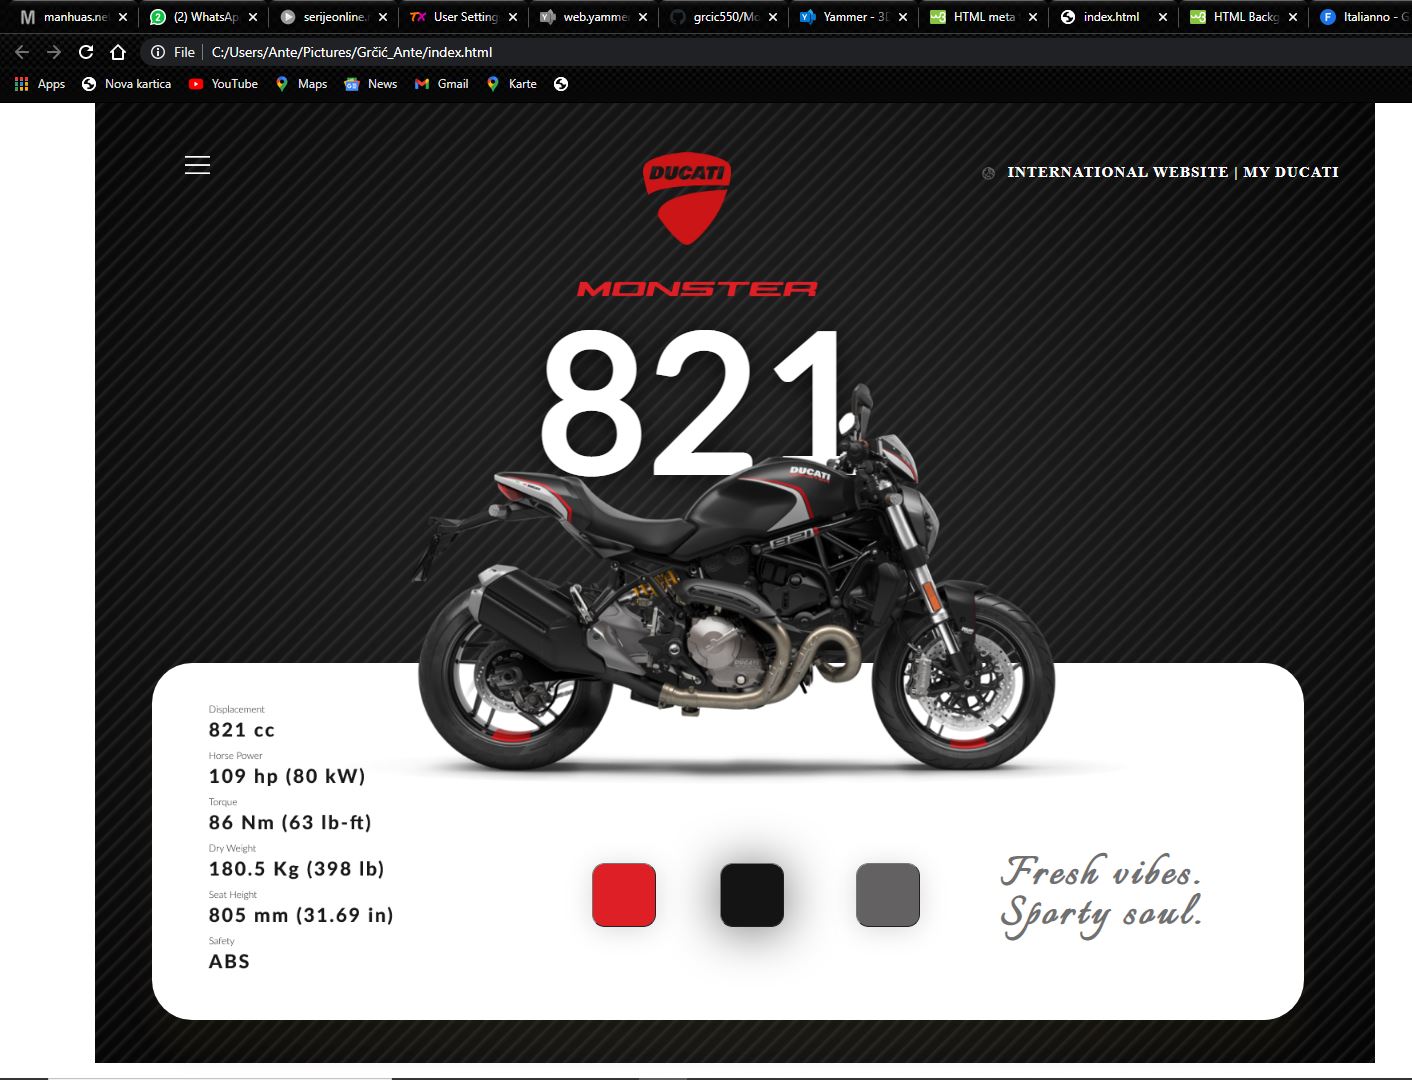 manhuas.ne
(2) WhatsAp
serijeonline.
User Setting
web.yamme
grcic550/Mo
Yammer - 3D
HTML meta
index.html
HTML Backg
Italianno - G
File
C:/Users/Ante/Pictures/Grčić_Ante/index.html
Apps
Nova kartica
YouTube
Maps
News
Gmail
Karte
DUCATI
INTERNATIONAL WEBSITE | MY DUCATI
MONSTER
821
DUCATI
821
DUCATI
Displacement
821 cc
Horse Power
109 hp (80 kW)
Torque
86 Nm (63 lb-ft)
Dry Weight
180.5 Kg (398 lb)
Seat Height
805 mm (31.69 in)
Safety
ABS
Fresh vibes.
Sporty soul.